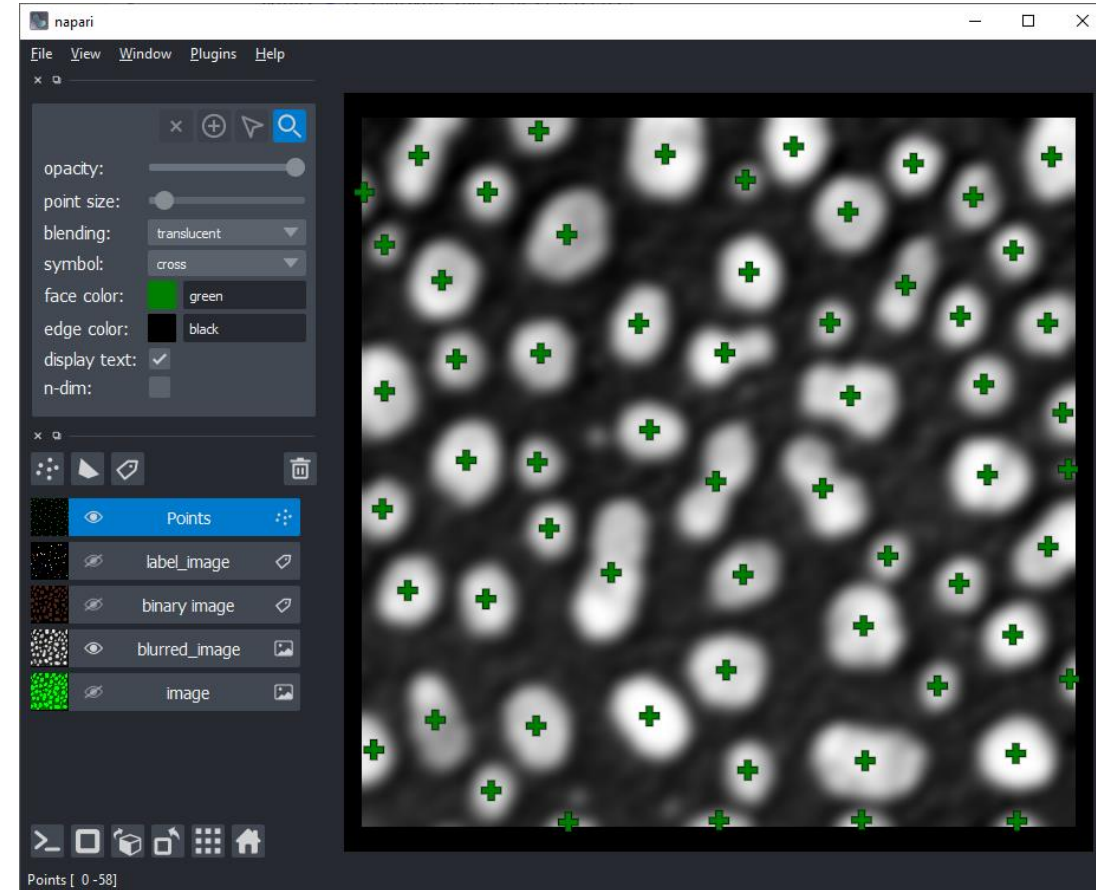 napari
File View Window Plugins Help
opacity:
point size:
blending: translucent
symbol: cross
face color: green
edge color: black
display text:
n-dim:
Points
label_image
binary image
blurred_image
image
Points [ 0 -58]